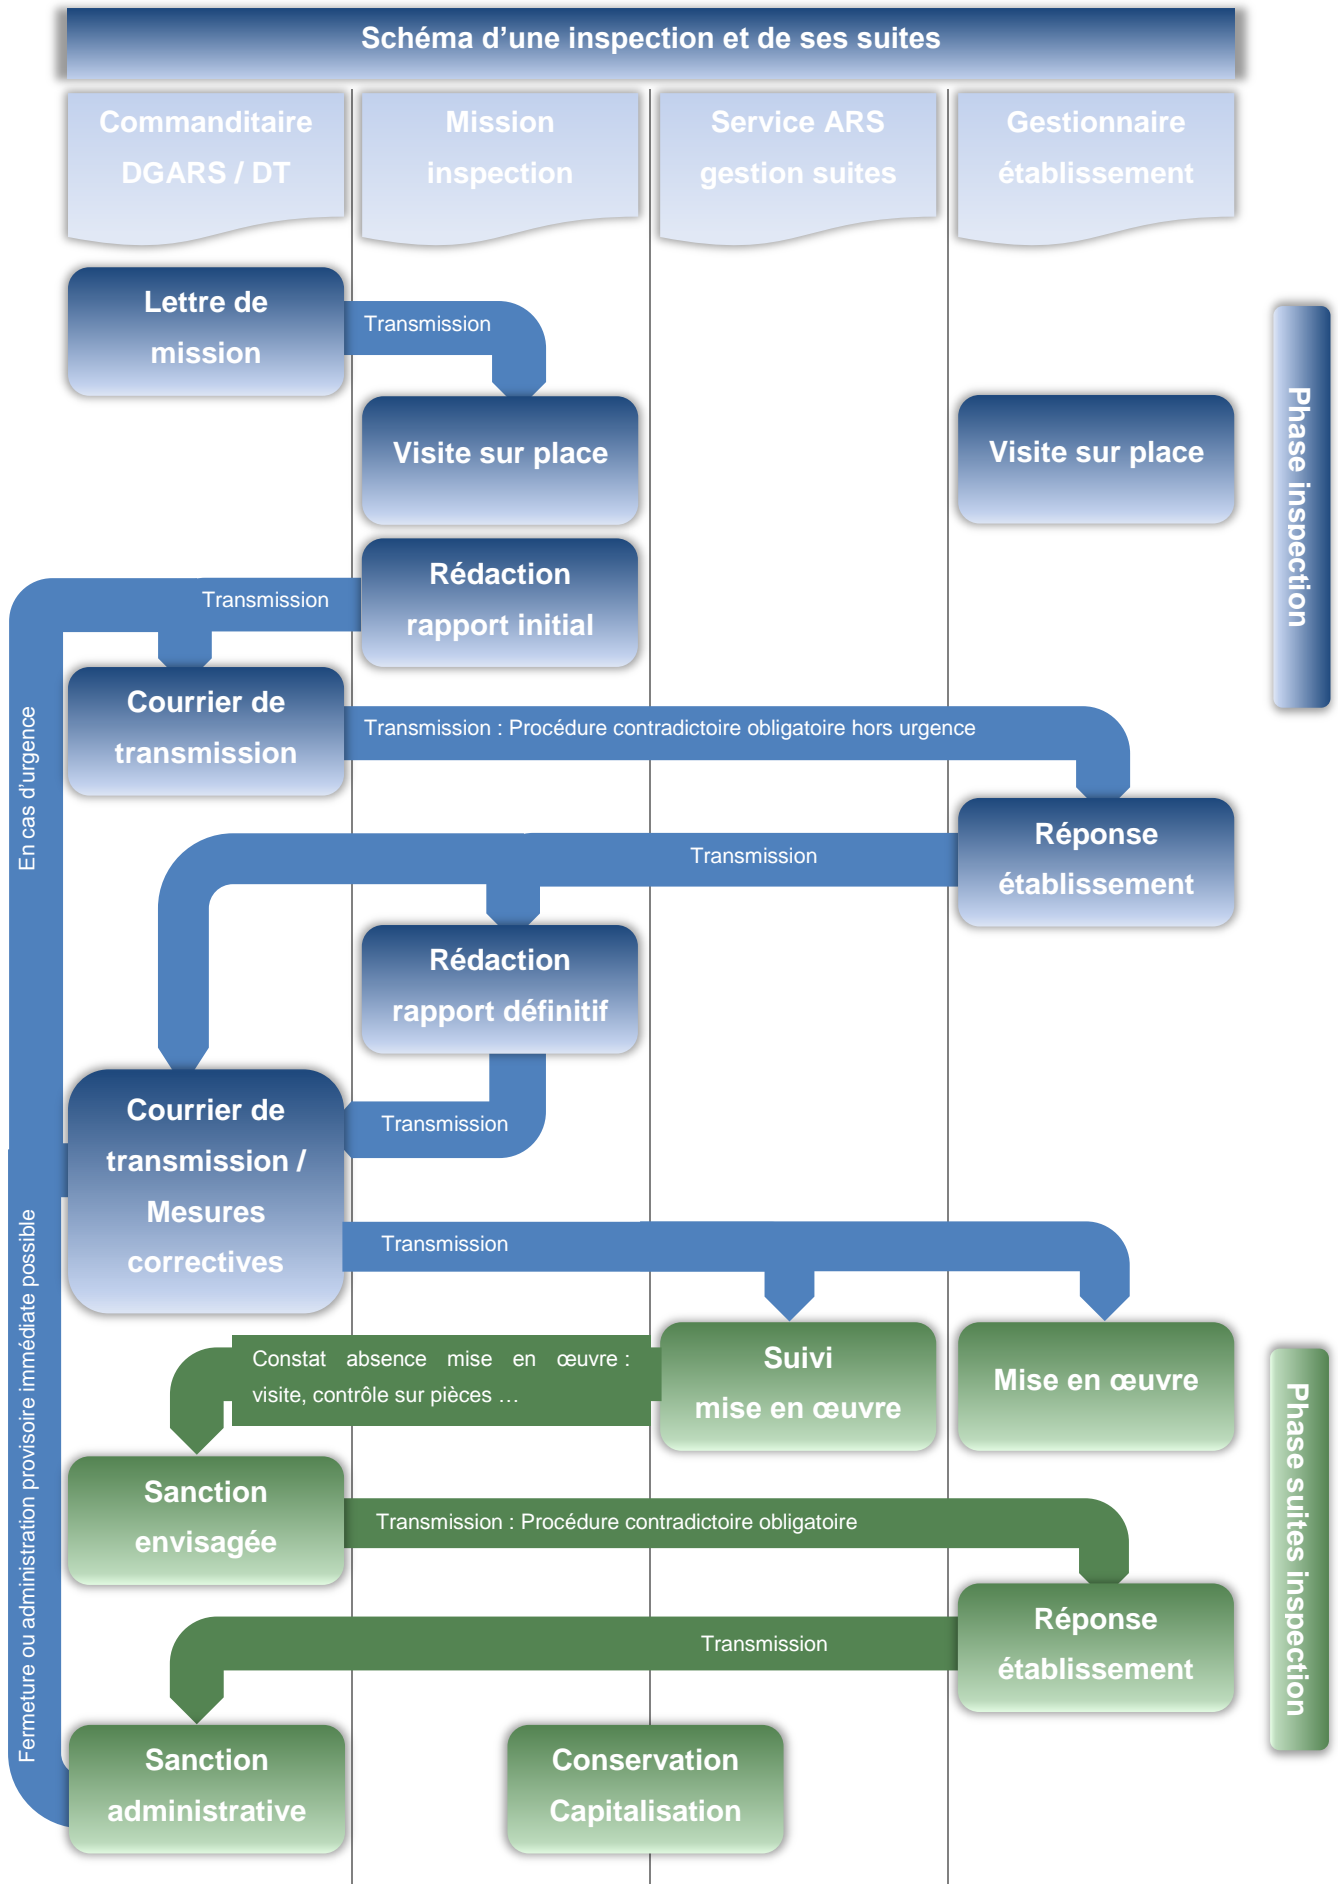 Schéma d'une inspection et de ses suites
Commanditaire
DGARS / DT
Mission
inspection
Service ARS
gestion suites
Gestionnaire
établissement
Lettre de
mission
Transmission
Visite sur place
Visite sur place
Phase inspection
Rédaction
rapport initial
Transmission
En cas d'urgence
Courrier de
transmission
Transmission : Procédure contradictoire obligatoire hors urgence
Réponse
établissement
Transmission
Rédaction
rapport définitif
Transmission
Courrier de
transmission /
Mesures
correctives
Transmission
Fermeture ou administration provisoire immédiate possible
Suivi
mise en œuvre
Mise en œuvre
Constat absence mise en œuvre :
visite, contrôle sur pièces …
Phase suites inspection
Sanction
envisagée
Transmission : Procédure contradictoire obligatoire
Réponse
établissement
Transmission
Sanction
administrative
Conservation
Capitalisation